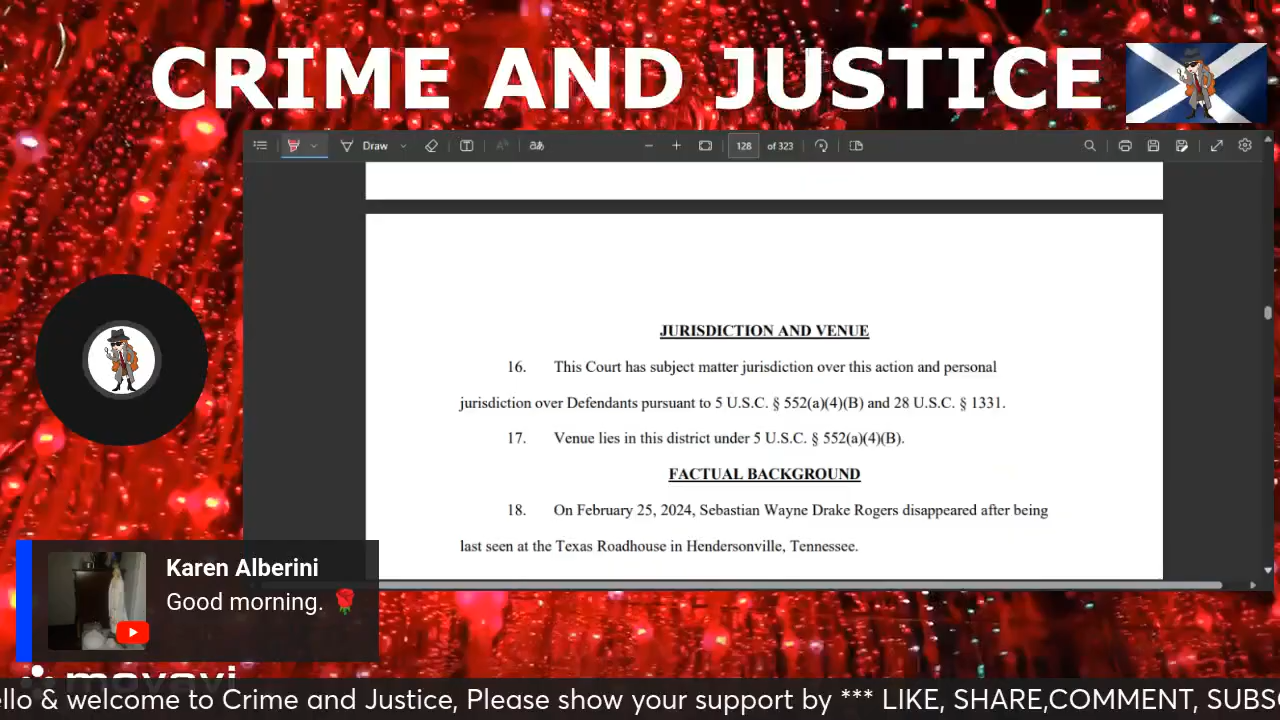 CRIME AND JUSTICE
Draw
128 of 323
JURISDICTION AND VENUE
16. This Court has subject matter jurisdiction over this action and personal
jurisdiction over Defendants pursuant to 5 U.S.C. § 552(a)(4)(B) and 28 U.S.C. § 1331.
17. Venue lies in this district under 5 U.S.C. § 552(a)(4)(B).
FACTUAL BACKGROUND
18. On February 25, 2024, Sebastian Wayne Drake Rogers disappeared after being
last seen at the Texas Roadhouse in Hendersonville, Tennessee.
Karen Alberini
Good morning. 🌹
movavi
ello & welcome to Crime and Justice, Please show your support by *** LIKE, SHARE,COMMENT, SUBS